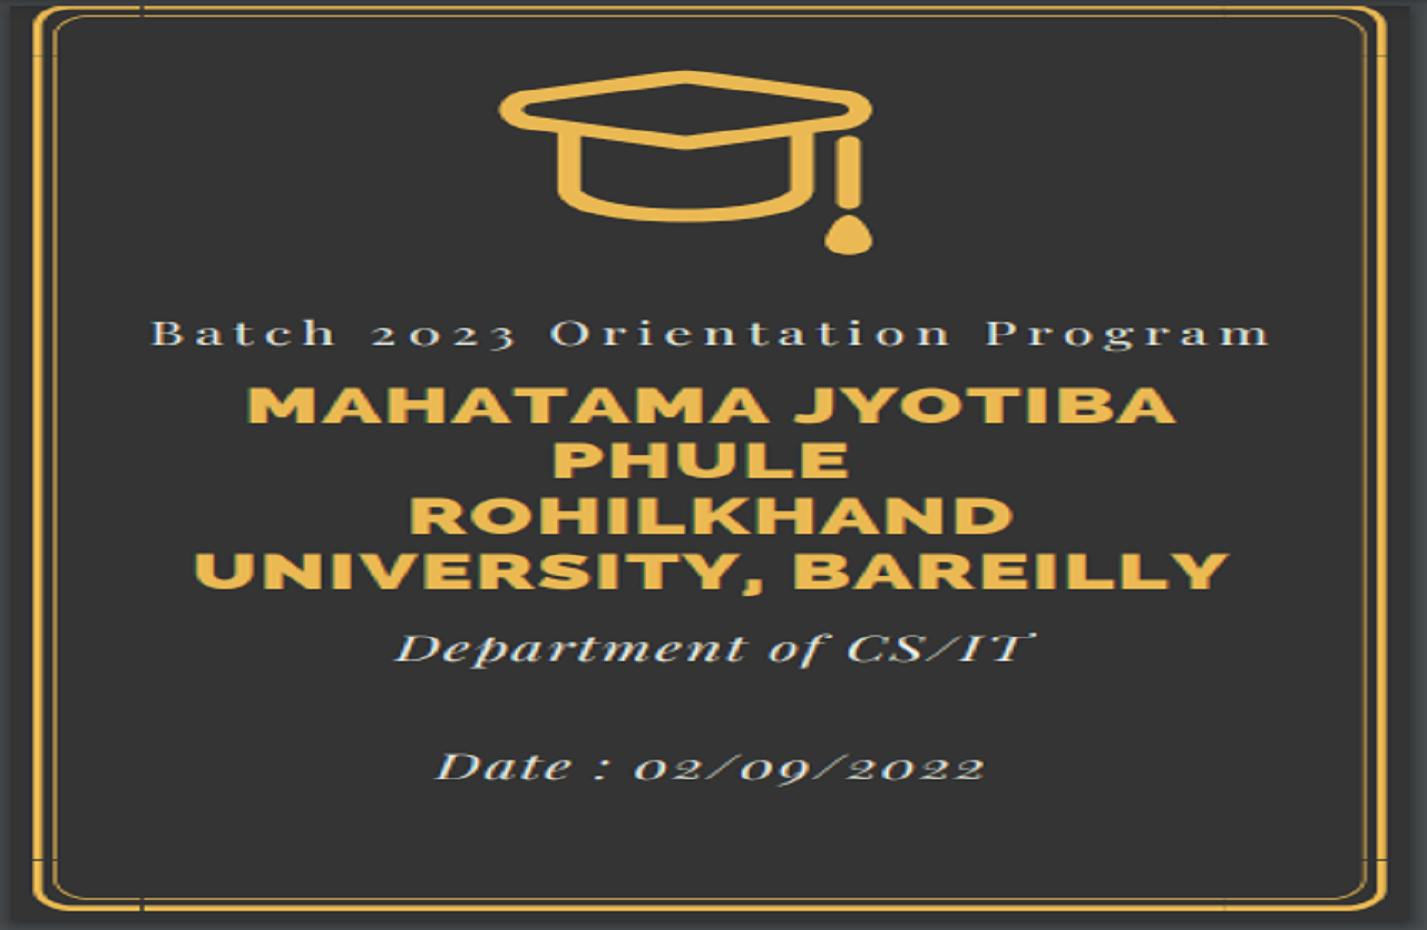 Batch 2023 Orientation Program
MAHATAMA JYOTIBA
PHULE
ROHILKHAND
UNIVERSITY, BAREILLY
Department of CS/IT
Date : 02/09/2022